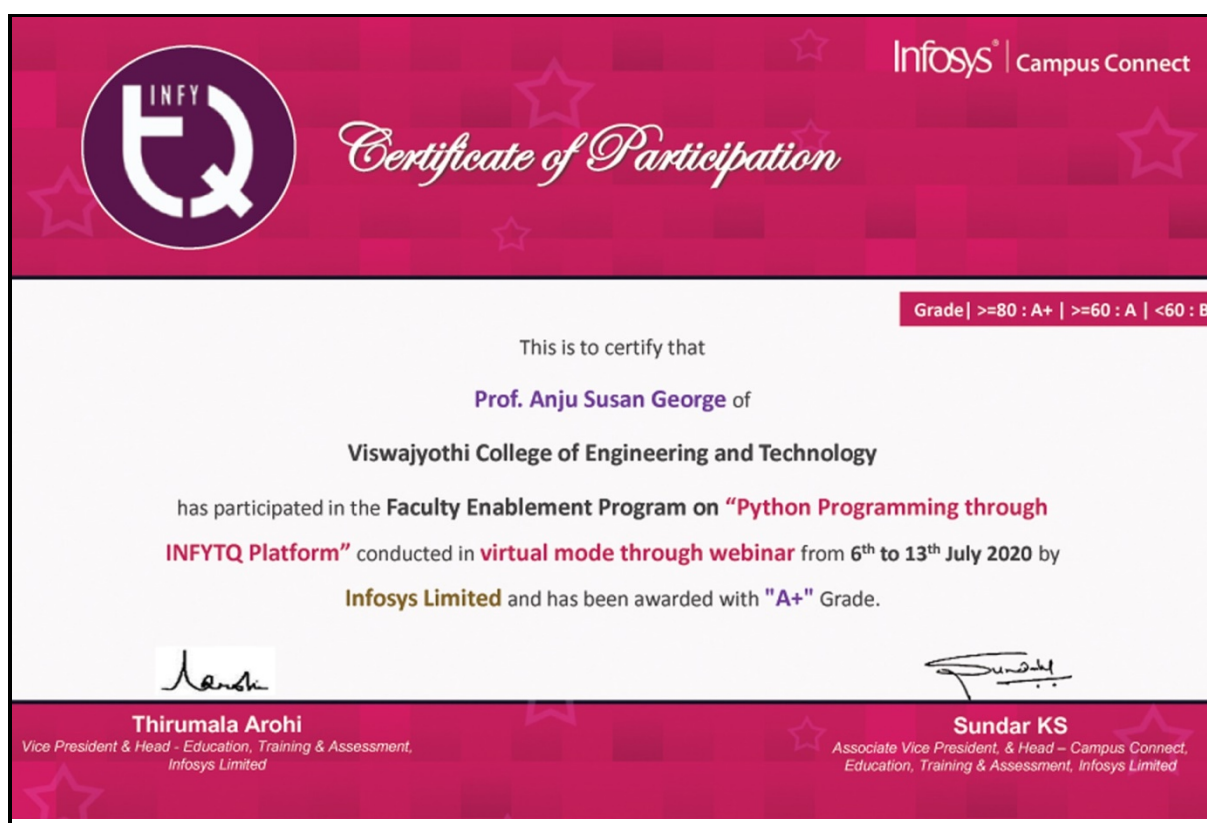 INFY
TQ
Infosys® | Campus Connect
Certificate of Participation
Grade| >=80 : A+ | >=60 : A | <60 : B
This is to certify that
Prof. Anju Susan George of
Viswajyothi College of Engineering and Technology
has participated in the Faculty Enablement Program on “Python Programming through
INFYTQ Platform” conducted in virtual mode through webinar from 6th to 13th July 2020 by
Infosys Limited and has been awarded with "A+" Grade.
Thirumala Arohi
Vice President & Head - Education, Training & Assessment,
Infosys Limited
Sundar KS
Associate Vice President, & Head – Campus Connect,
Education, Training & Assessment, Infosys Limited